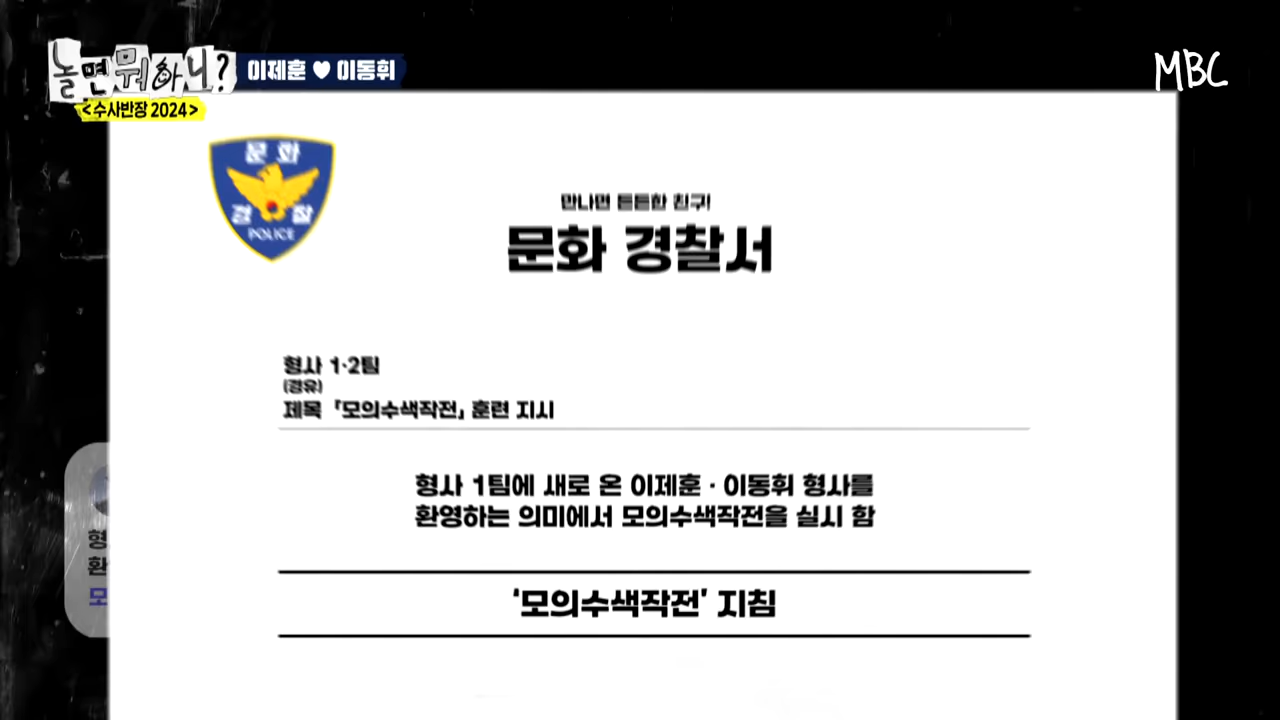 놀면 뭐하니?
이제훈 ♥ 이동휘
MBC
<수사반장 2024>
문화
경찰
POLICE
만나면 든든한 친구!
문화 경찰서
형사 1·2팀
(경유)
제목 「모의수색작전」 훈련 지시
형사 1팀에 새로 온 이제훈 · 이동휘 형사를
환영하는 의미에서 모의수색작전을 실시 함
‘모의수색작전’ 지침
형
환
모